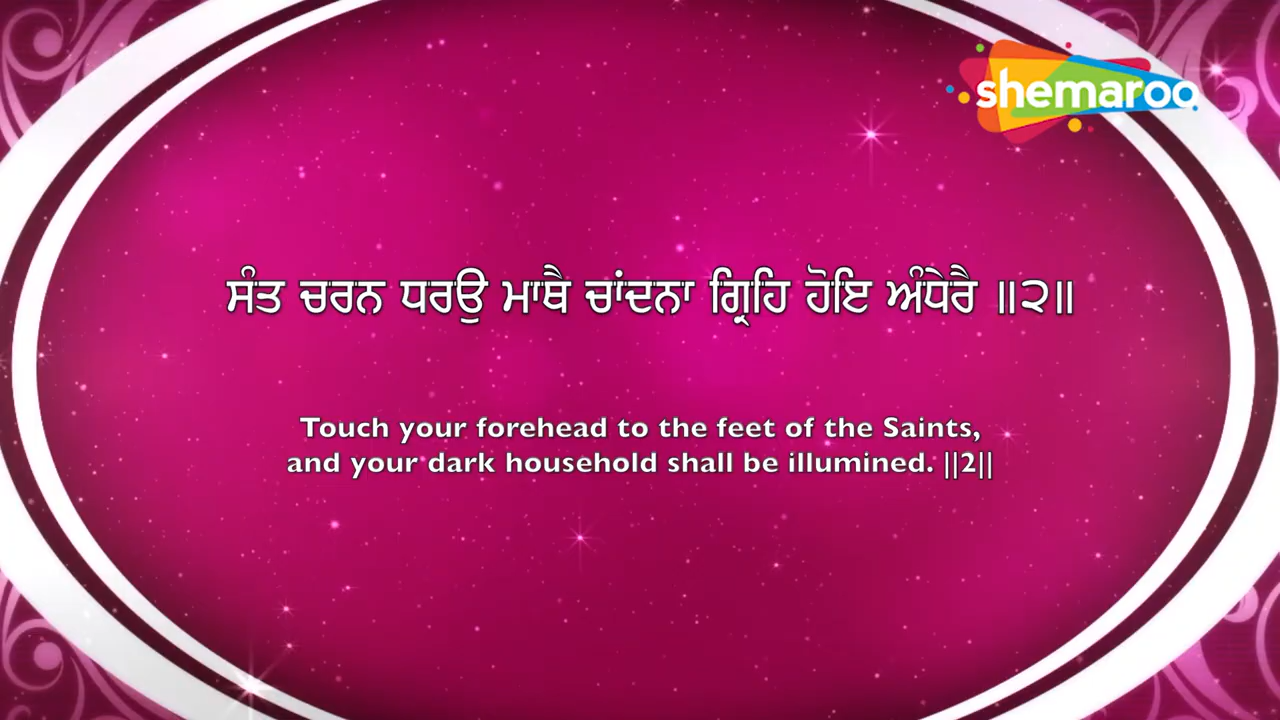 shemaroo
ਸੰਤ ਚਰਨ ਧਰਉ ਮਾਥੈ ਚਾਂਦਨਾ ਗ੍ਰਿਹਿ ਹੋਇ ਅੰਧੇਰੈ ॥੨॥
Touch your forehead to the feet of the Saints,
and your dark household shall be illumined. ||2||